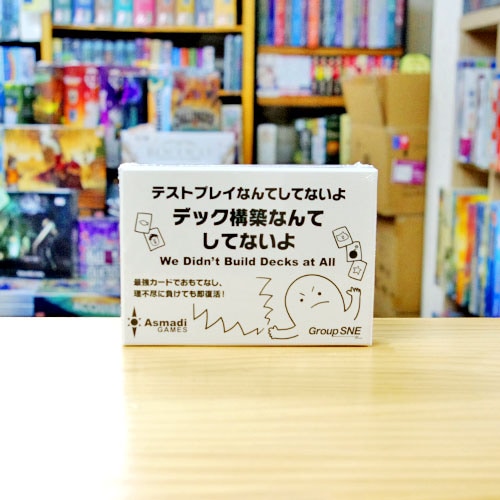 テストプレイなんてしてないよ
デック構築なんて
してないよ
We Didn't Build Decks at All
最強カードでおもてなし、
理不尽に負けても即復活！
Asmadi
GAMES
Group SNE